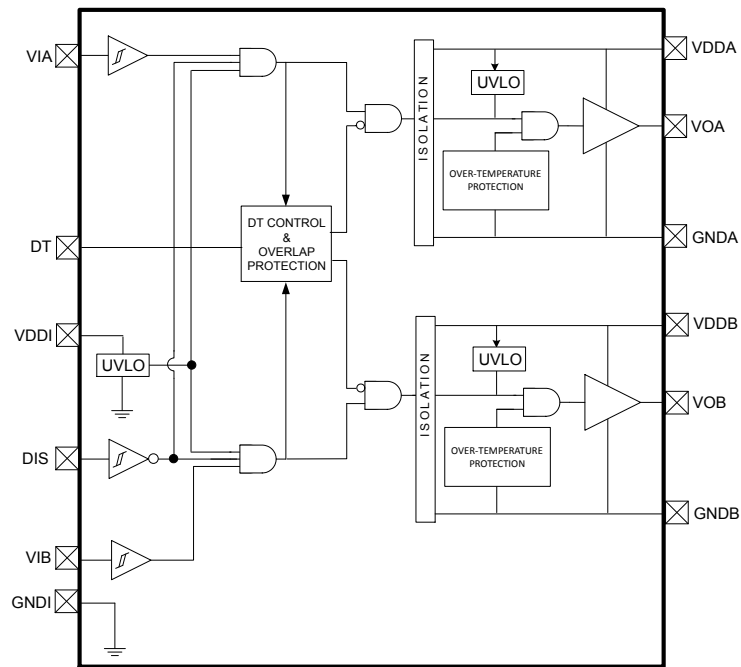 VIA
DT
VDDI
DIS
VIB
GNDI
UVLO
DT CONTROL
&
OVERLAP
PROTECTION
ISOLATION
UVLO
OVER-TEMPERATURE
PROTECTION
VDDA
VOA
GNDA
ISOLATION
UVLO
OVER-TEMPERATURE
PROTECTION
VDDB
VOB
GNDB